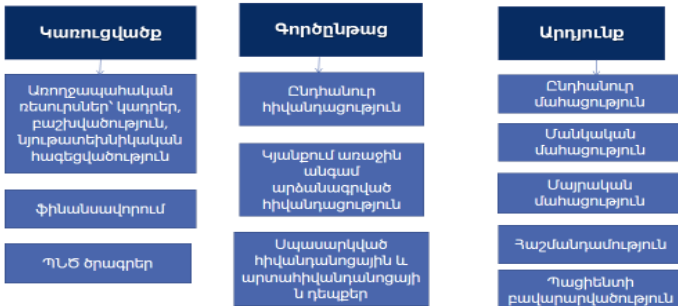 Կառուցվածք
Առողջապահական
ռեսուրսներ՝ կադրեր,
բաշխվածություն,
նյութատեխնիկական
հագեցվածություն
Ֆինանսավորում
ՊՆԾ ծրագրեր
Գործընթաց
Ընդհանուր
հիվանդացություն
Կյանքում առաջին
անգամ
արձանագրված
հիվանդացություն
Սպասարկված
հիվանդանոցային և
արտահիվանդանոցայի
ն դեպքեր
Արդյունք
Ընդհանուր
մահացություն
Մանկական
մահացություն
Մայրական
մահացություն
Հաշմանդամություն
Պացիենտի
բավարարվածություն